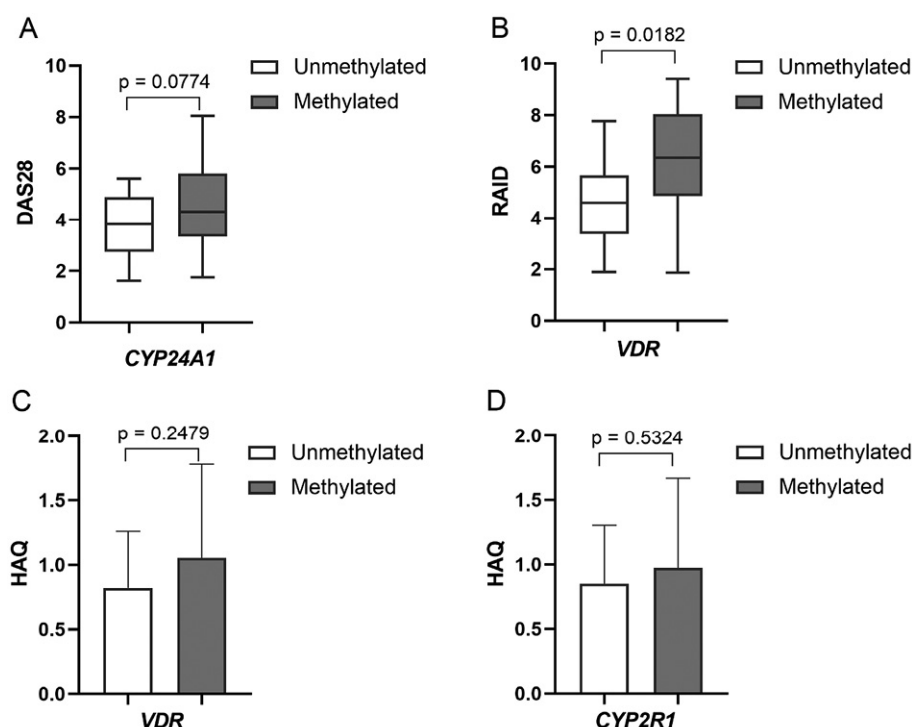 A
p = 0.0774
Unmethylated
Methylated
DAS28
10
8
6
4
2
0
CYP24A1
B
p = 0.0182
Unmethylated
Methylated
RAID
10
8
6
4
2
0
VDR
C
p = 0.2479
Unmethylated
Methylated
HAQ
2.0
1.5
1.0
0.5
0.0
VDR
D
p = 0.5324
Unmethylated
Methylated
HAQ
2.0
1.5
1.0
0.5
0.0
CYP2R1